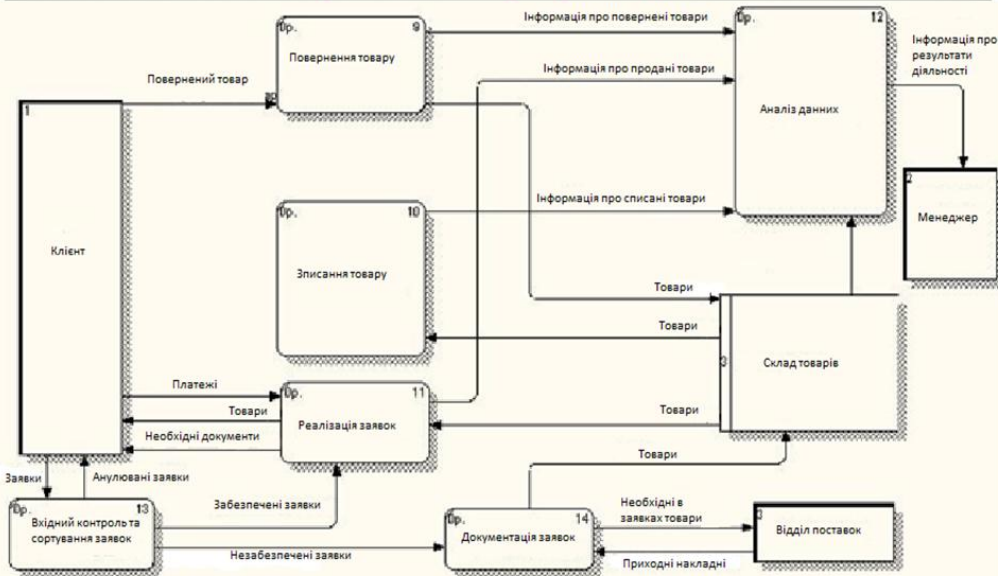 0р. 9
Повернення товару
Інформація про повернені товари
0р. 12
Аналіз данних
Інформація про
результати
діяльності
Повернений товар
Інформація про продані товари
1
Клієнт
2
Менеджер
0р. 10
Зписання товару
Інформація про списані товари
Товари
Товари
3
Склад товарів
Платежі
Товари
Необхідні документи
0р. 11
Реалізація заявок
Товари
Заявки
Анульовані заявки
Товари
0р. 13
Вхідний контроль та
сортування заявок
Забезпечені заявки
Незабезпечені заявки
0р. 14
Документація заявок
Необхідні в
заявках товари
Приходні накладні
3
Відділ поставок